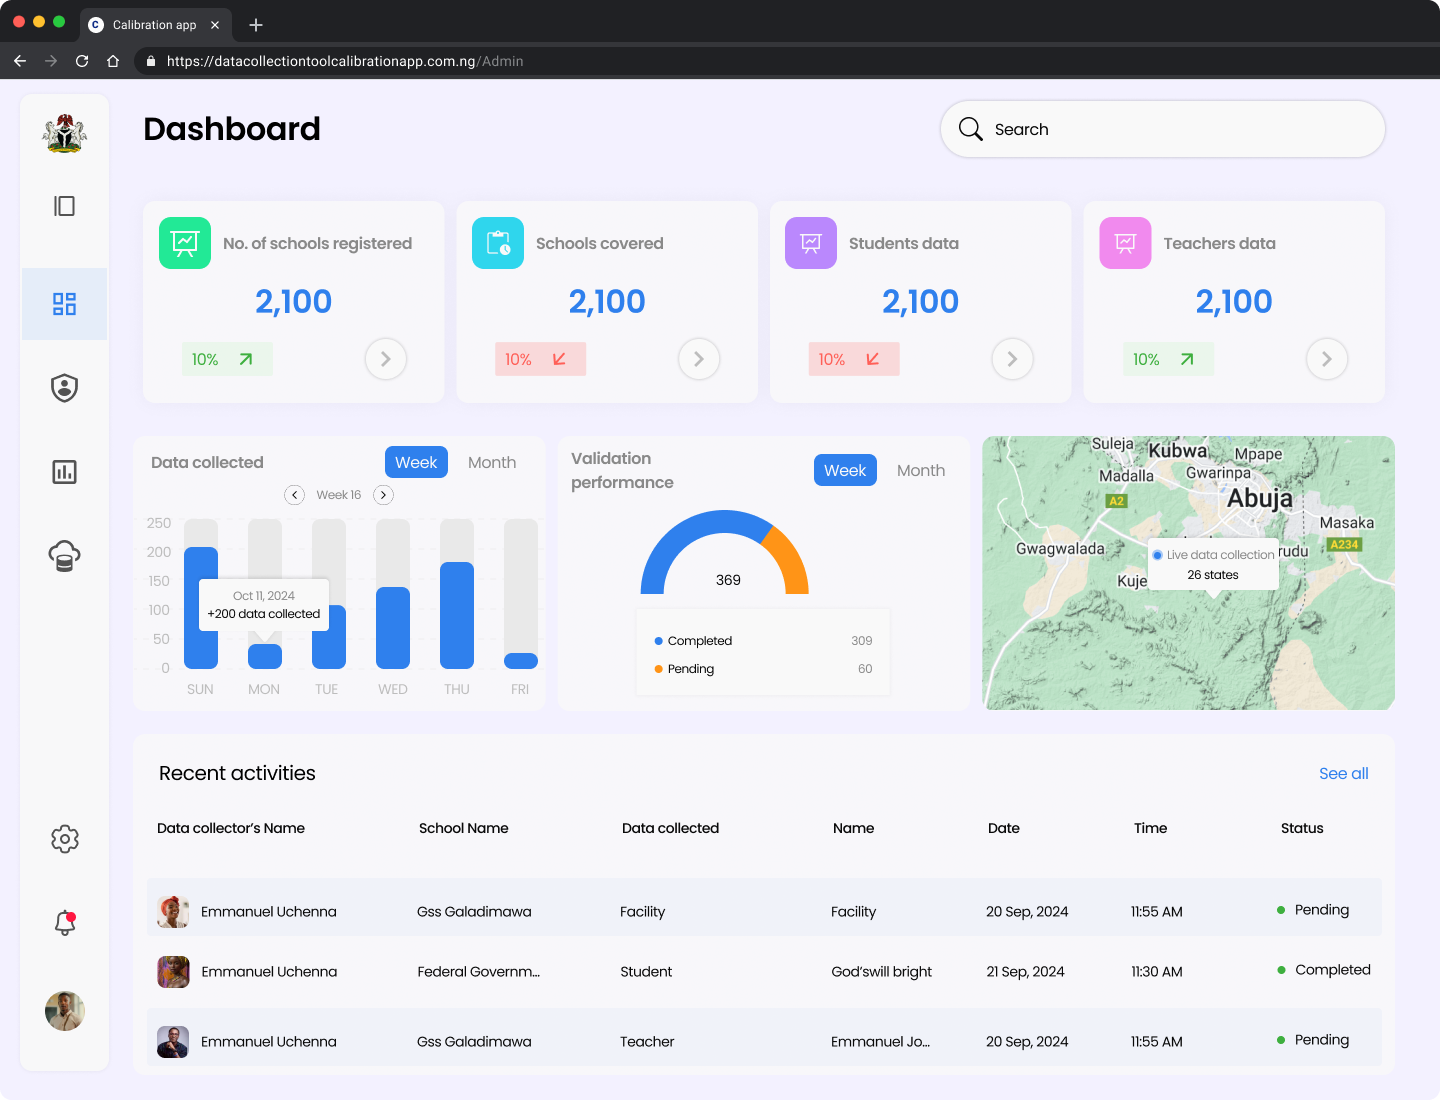 C Calibration app
https://datacollectiontoolcalibrationapp.com.ng/Admin
Dashboard
Search
No. of schools registered
2,100
10%
Schools covered
2,100
10%
Students data
2,100
10%
Teachers data
2,100
10%
Data collected
Week
Month
Week 16
250
200
150
100
50
0
Oct 11, 2024
+200 data collected
SUN MON TUE WED THU FRI
Validation
performance
Week
Month
369
Completed 309
Pending 60
Suleja
Kubwa
Mpape
Madalla
Gwarinpa
A2
Abuja
Masaka
Gwagwalada
A234
rudu
Kuje
Live data collection
26 states
Recent activities
See all
Data collector's Name School Name Data collected Name Date Time Status
Emmanuel Uchenna Gss Galadimawa Facility Facility 20 Sep, 2024 11:55 AM Pending
Emmanuel Uchenna Federal Governm... Student God'swill bright 21 Sep, 2024 11:30 AM Completed
Emmanuel Uchenna Gss Galadimawa Teacher Emmanuel Jo... 20 Sep, 2024 11:55 AM Pending